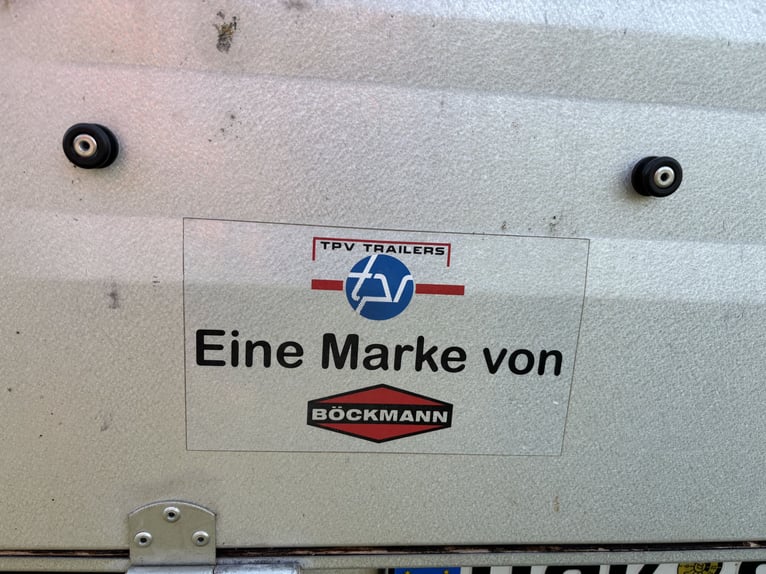 TPV TRAILERS
tpv
Eine Marke von
BÖCKMANN